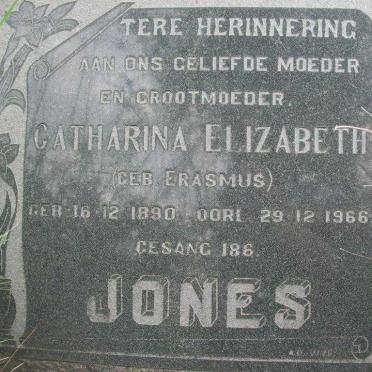 TERE HERINNERING
AAN ONS GELIEFDE MOEDER
EN GROOTMOEDER.
CATHARINA ELIZABETH
(GEB. ERASMUS)
GEB. 16·12·1890 OORL. 29·12·1966
GESANG 186.
JONES